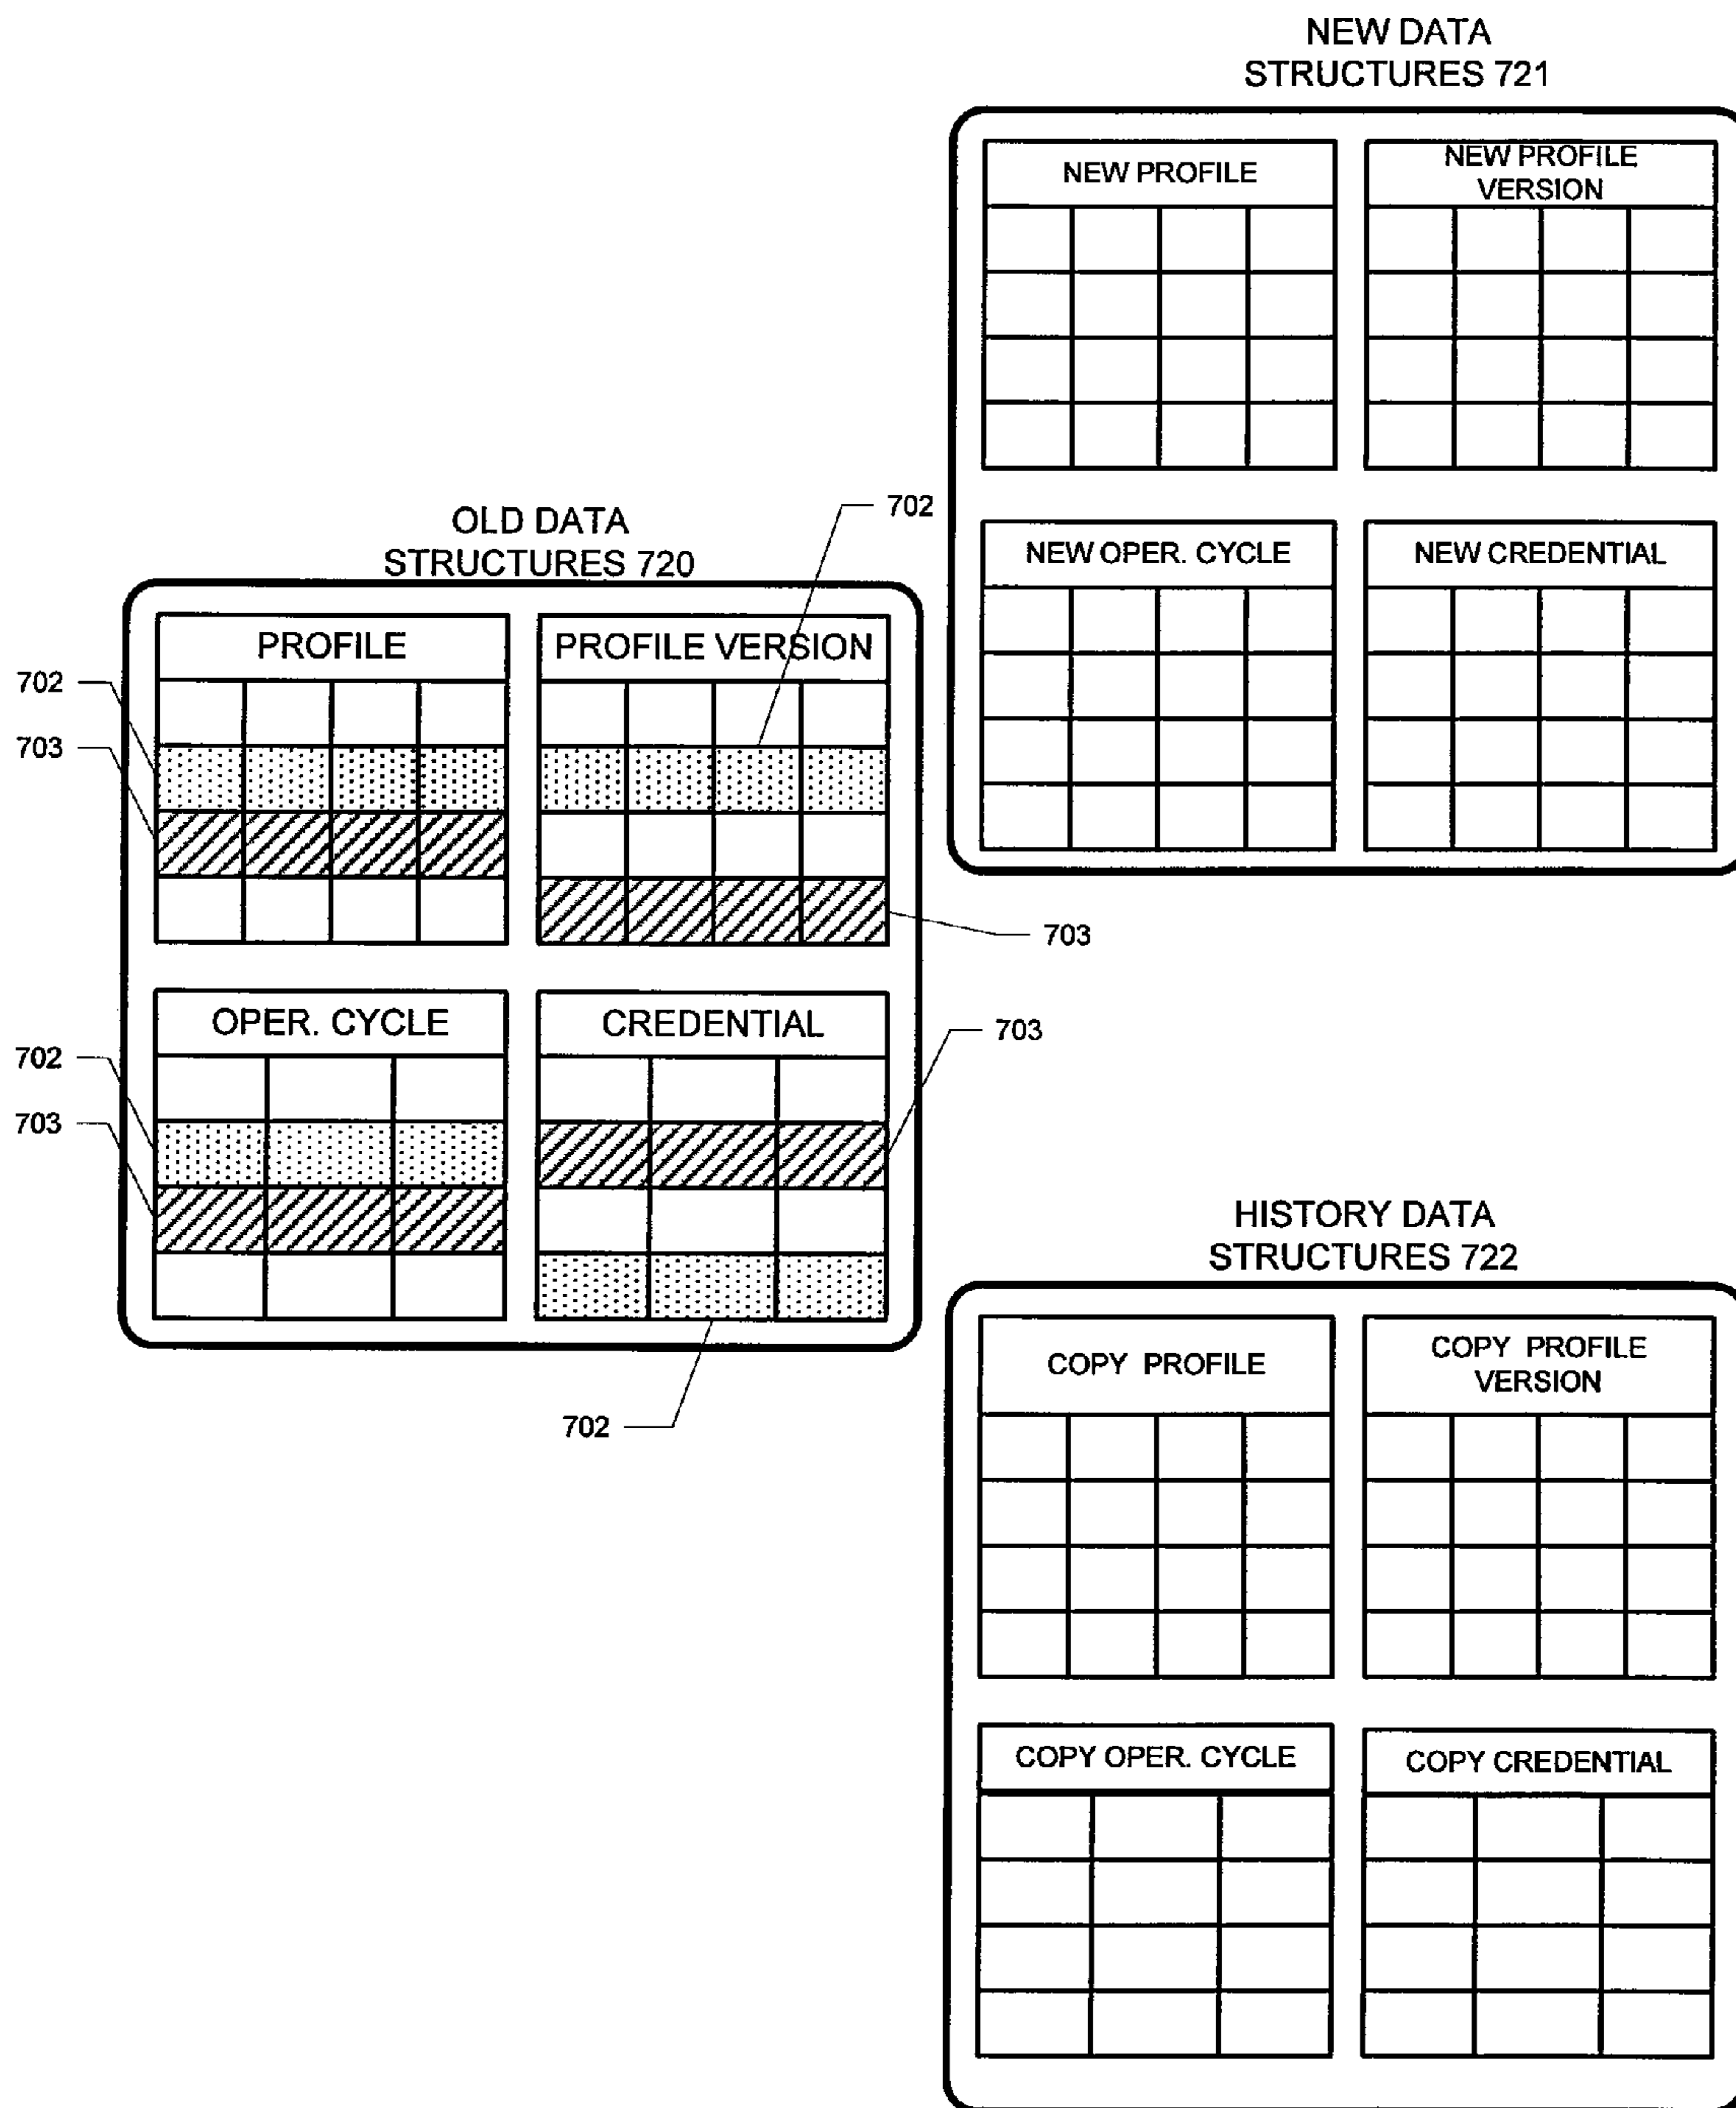 NEW DATA
STRUCTURES 721
NEW PROFILE
NEW PROFILE
VERSION
NEW OPER. CYCLE
NEW CREDENTIAL
OLD DATA
STRUCTURES 720
702
PROFILE
PROFILE VERSION
702
703
703
OPER. CYCLE
CREDENTIAL
703
702
703
702
HISTORY DATA
STRUCTURES 722
COPY PROFILE
COPY PROFILE
VERSION
COPY OPER. CYCLE
COPY CREDENTIAL